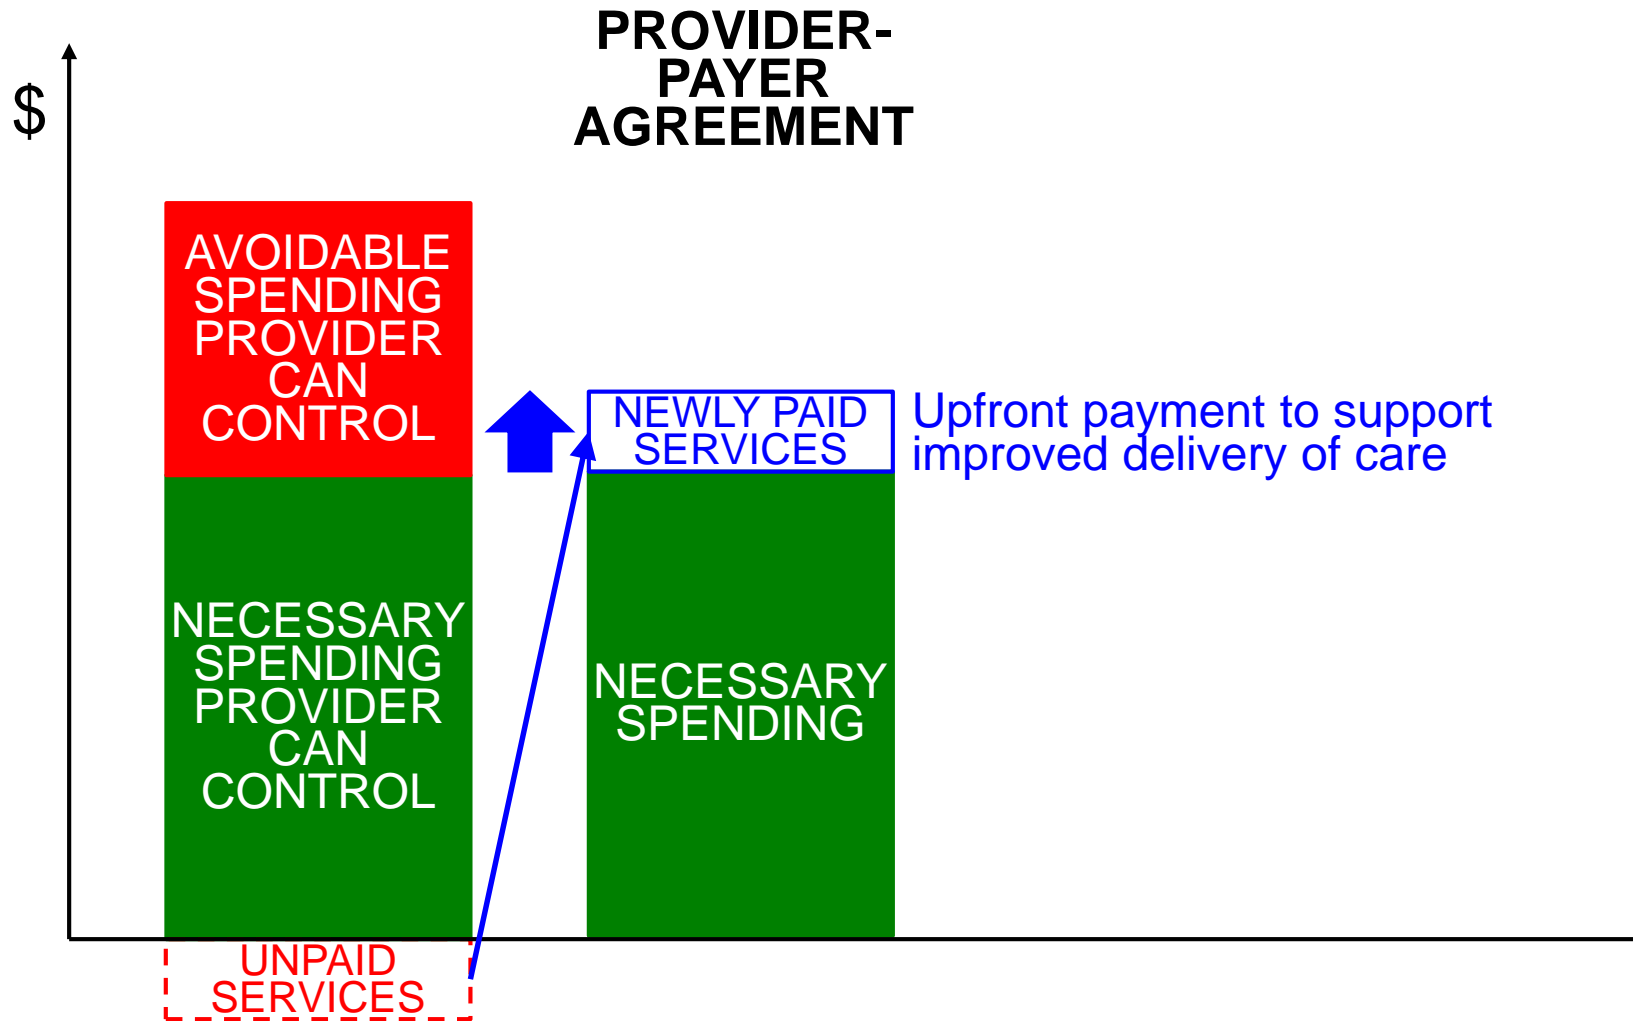 PROVIDER-
PAYER
AGREEMENT
$
AVOIDABLE
SPENDING
PROVIDER
CAN
CONTROL
NEWLY PAID
SERVICES
Upfront payment to support
improved delivery of care
NECESSARY
SPENDING
PROVIDER
CAN
CONTROL
NECESSARY
SPENDING
UNPAID
SERVICES